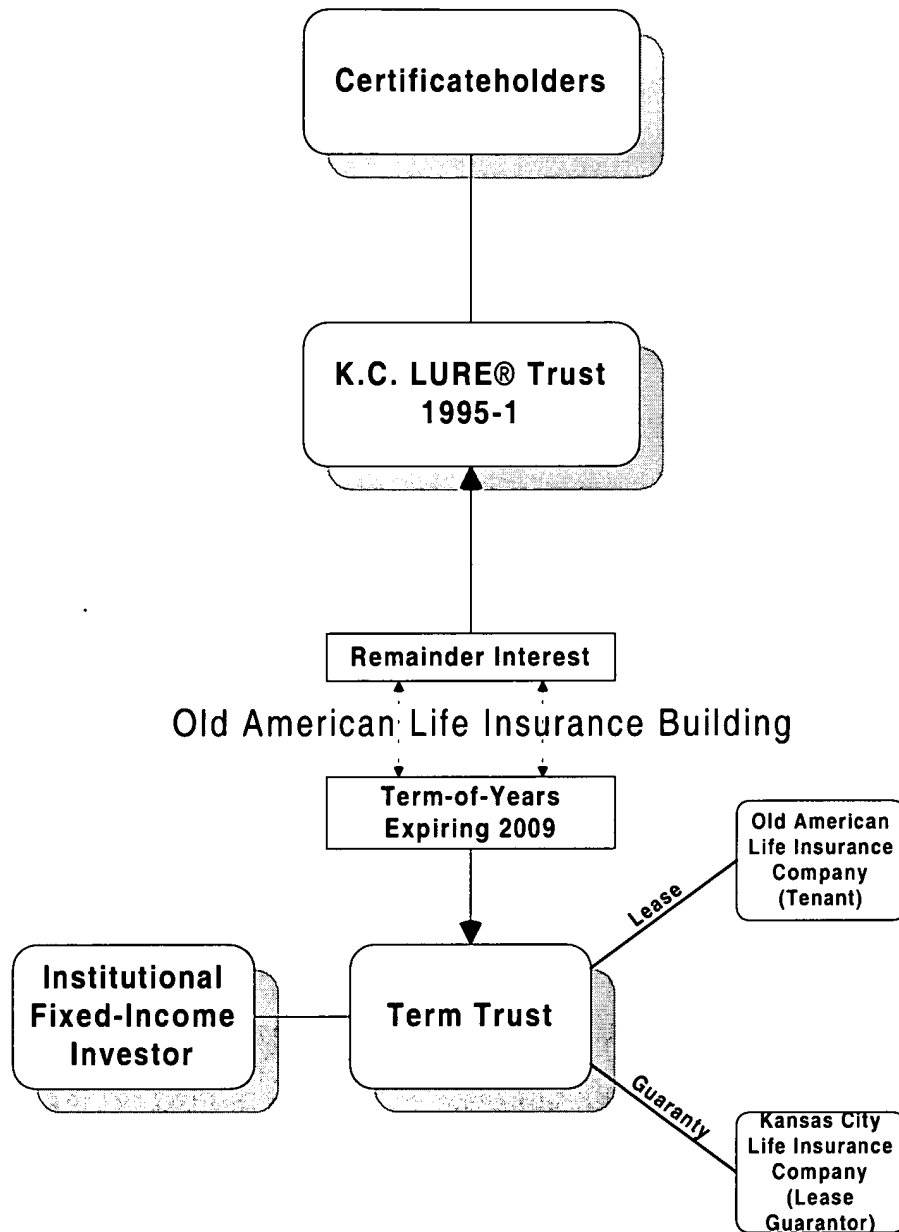 Certificateholders
K.C. LURE® Trust
1995-1
Remainder Interest
Old American Life Insurance Building
Term-of-Years
Expiring 2009
Old American
Life Insurance
Company
(Tenant)
Lease
Institutional
Fixed-Income
Investor
Term Trust
Guaranty
Kansas City
Life Insurance
Company
(Lease
Guarantor)